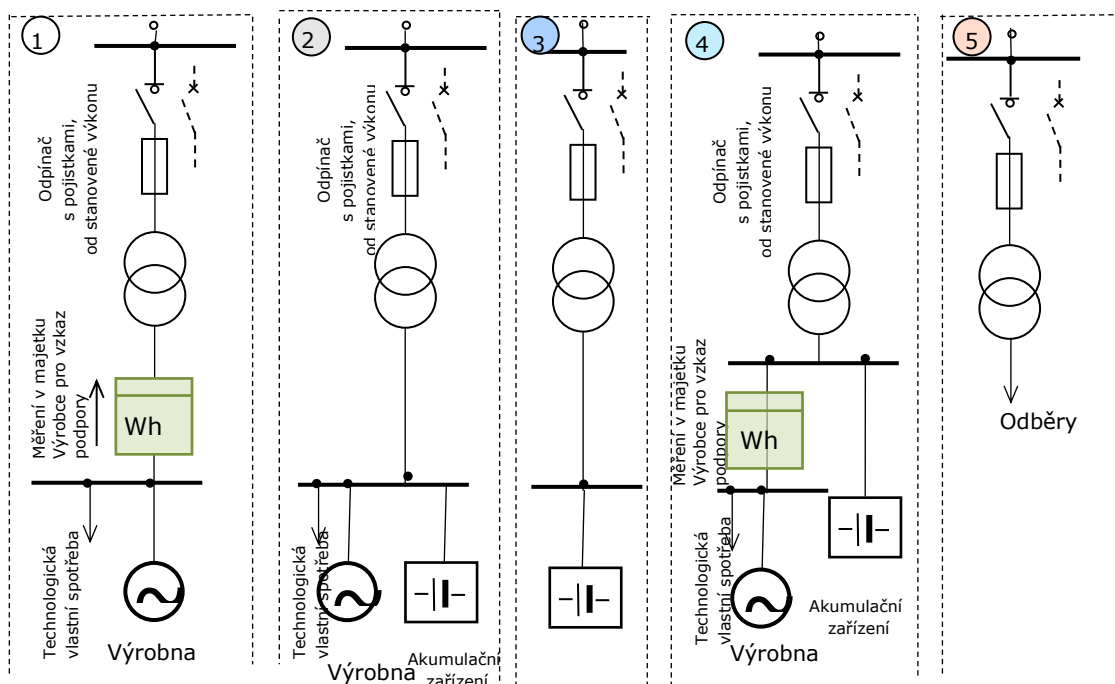 1
Odpínač
s pojistkami,
od stanovené výkonu
Měření v majetku
Výrobce pro vzkaz
podpory
Wh
Technologická
vlastní spotřeba
Výrobna
2
Odpínač
s pojistkami,
od stanovené výkonu
Technologická
vlastní spotřeba
Výrobna
Akumulační
zařízení
3
4
Odpínač
s pojistkami,
od stanovené výkonu
Měření v majetku
Výrobce pro vzkaz
podpory
Wh
Technologická
vlastní spotřeba
Výrobna
Akumulační
zařízení
5
Odběry